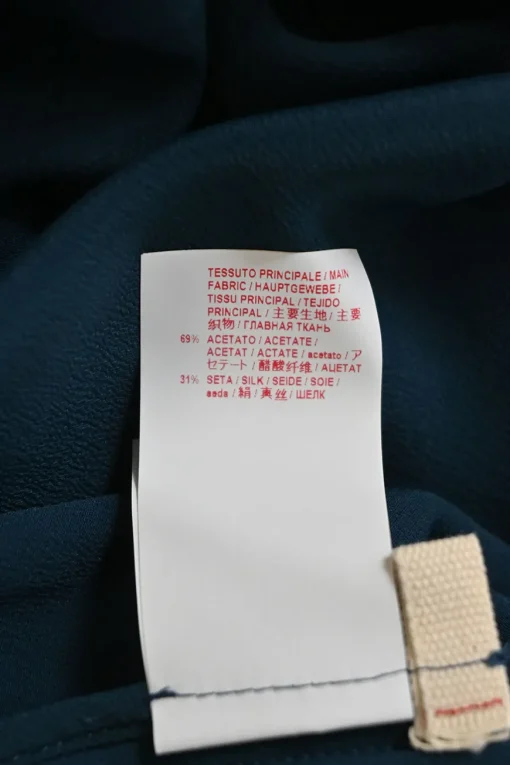 TESSUTO PRINCIPALE / MAIN
FABRIC / HAUPTGEWEBE /
TISSU PRINCIPAL / TEJIDO
PRINCIPAL / 主要生地 / 主要
织物 / ГЛАВНАЯ ТКАНЬ
69% ACETATO / ACETATE /
ACETAT / ACTATE / acetato / ア
セテート / 醋酸纤维 / АЦЕТАТ
31% SETA / SILK / SEIDE / SOIE /
seda / 絹 / 真丝 / ШЕЛК